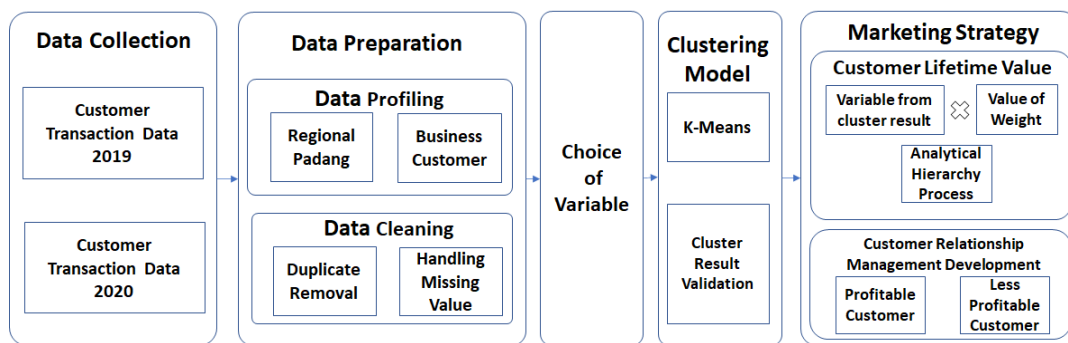 Data Collection
Customer
Transaction Data
2019
Customer
Transaction Data
2020
Data Preparation
Data Profiling
Regional
Padang
Business
Customer
Data Cleaning
Duplicate
Removal
Handling
Missing
Value
Choice
of
Variable
Clustering
Model
K-Means
Cluster
Result
Validation
Marketing Strategy
Customer Lifetime Value
Variable from
cluster result
Value of
Weight
Analytical
Hierarchy
Process
Customer Relationship
Management Development
Profitable
Customer
Less
Profitable
Customer